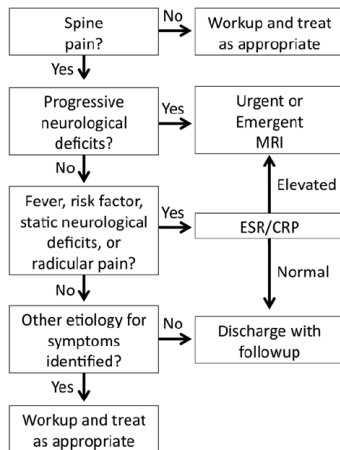 Spine
pain?
No
Workup and treat
as appropriate
Yes
Progressive
neurological
deficits?
Yes
Urgent or
Emergent
MRI
No
Elevated
Fever, risk factor,
static neurological
deficits, or
radicular pain?
Yes
ESR/CRP
No
Normal
Other etiology for
symptoms
identified?
No
Discharge with
followup
Yes
Workup and treat
as appropriate